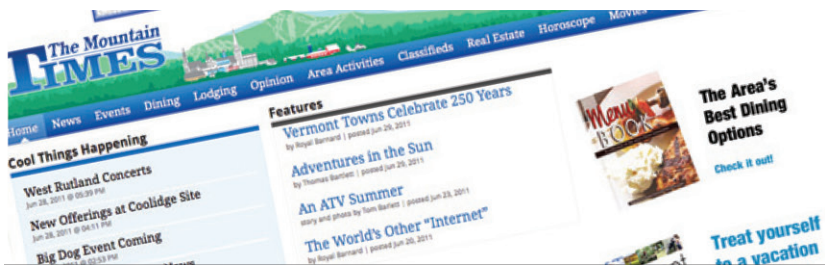 The Mountain
TIMES
Home News Events Dining Lodging Opinion Area Activities Classifieds Real Estate Horoscope Movies
Cool Things Happening
West Rutland Concerts
Jun 28, 2011 @ 05:39 PM
New Offerings at Coolidge Site
Jun 28, 2011 @ 04:11 PM
Big Dog Event Coming
2011 @ 02:53 PM
Features
Vermont Towns Celebrate 250 Years
by Royal Barnard | posted Jun 29, 2011
Adventures in the Sun
by Thomas Bartlett | posted Jun 29, 2011
An ATV Summer
story and photo by Tom Barlett | posted Jun 23, 2011
The World's Other "Internet"
by Royal Barnard | posted Jun 20, 2011
Menu
BOOK
The Area's
Best Dining
Options
Check it out!
Treat yourself
to a vacation